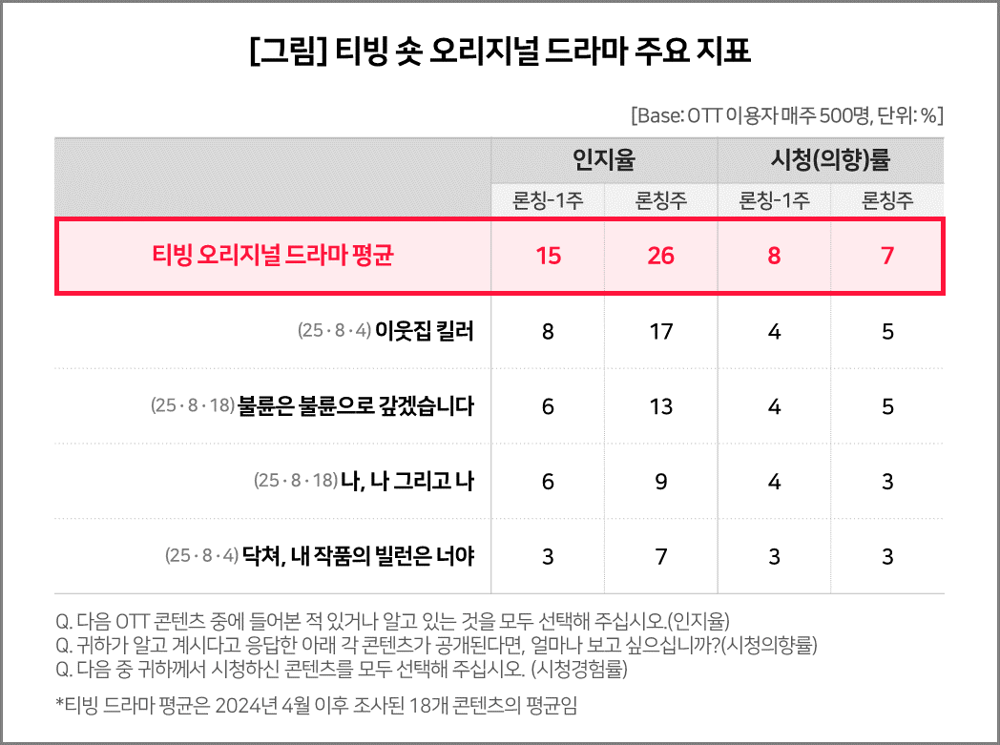 [그림] 티빙 숏 오리지널 드라마 주요 지표
[Base: OTT 이용자 매주 500명, 단위: %]
인지율 시청(의향)률
론칭-1주 론칭주 론칭-1주 론칭주
티빙 오리지널 드라마 평균 15 26 8 7
(25·8·4) 이웃집 킬러 8 17 4 5
(25·8·18) 불륜은 불륜으로 갚겠습니다 6 13 4 5
(25·8·18) 나, 나 그리고 나 6 9 4 3
(25·8·4) 닥쳐, 내 작품의 빌런은 너야 3 7 3 3
Q. 다음 OTT 콘텐츠 중에 들어본 적 있거나 알고 있는 것을 모두 선택해 주십시오.(인지율)
Q. 귀하가 알고 계시다고 응답한 아래 각 콘텐츠가 공개된다면, 얼마나 보고 싶으십니까?(시청의향률)
Q. 다음 중 귀하께서 시청하신 콘텐츠를 모두 선택해 주십시오. (시청경험률)
*티빙 드라마 평균은 2024년 4월 이후 조사된 18개 콘텐츠의 평균임